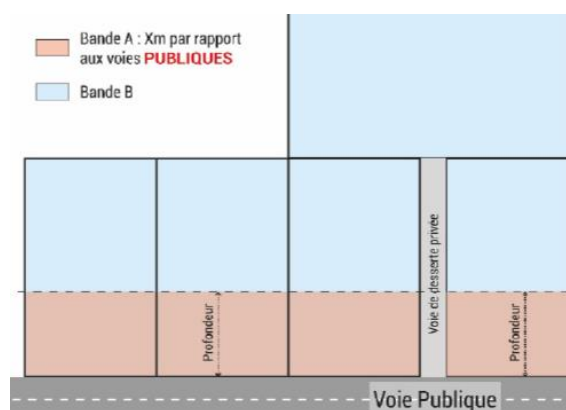 Bande A : Xm par rapport
aux voies PUBLIQUES
Bande B
Profondeur
Voie de desserte privée
Profondeur
Voie Publique